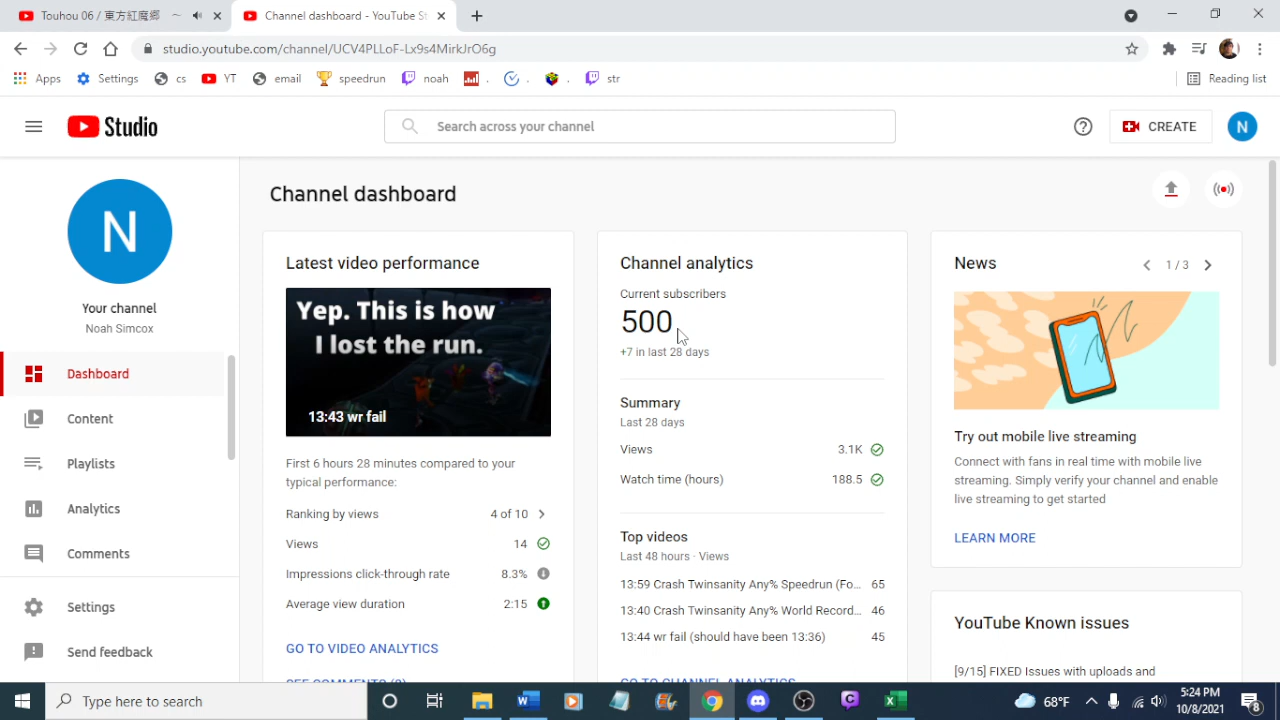 Touhou 06 / 東方紅魔郷
Channel dashboard - YouTube St
studio.youtube.com/channel/UCV4PLLoF-Lx9s4MirkJrO6g
Apps
Settings
cs
YT
email
speedrun
noah
.
.
.
str
Reading list
Studio
Search across your channel
CREATE
N
N
Your channel
Noah Simcox
Dashboard
Content
Playlists
Analytics
Comments
Settings
Send feedback
Channel dashboard
Latest video performance
Yep. This is how
I lost the run.
13:43 wr fail
First 6 hours 28 minutes compared to your
typical performance:
Ranking by views 4 of 10
Views 14
Impressions click-through rate 8.3%
Average view duration 2:15
GO TO VIDEO ANALYTICS
SEE COMMENTS
Channel analytics
Current subscribers
500
+7 in last 28 days
Summary
Last 28 days
Views 3.1K
Watch time (hours) 188.5
Top videos
Last 48 hours · Views
13:59 Crash Twinsanity Any% Speedrun (Fo... 65
13:40 Crash Twinsanity Any% World Record... 46
13:44 wr fail (should have been 13:36) 45
GO TO CHANNEL ANALYTICS
News
1 / 3
Try out mobile live streaming
Connect with fans in real time with mobile live
streaming. Simply verify your channel and enable
live streaming to get started
LEARN MORE
YouTube Known issues
[9/15] FIXED Issues with uploads and
Type here to search
68°F
5:24 PM
10/8/2021
8